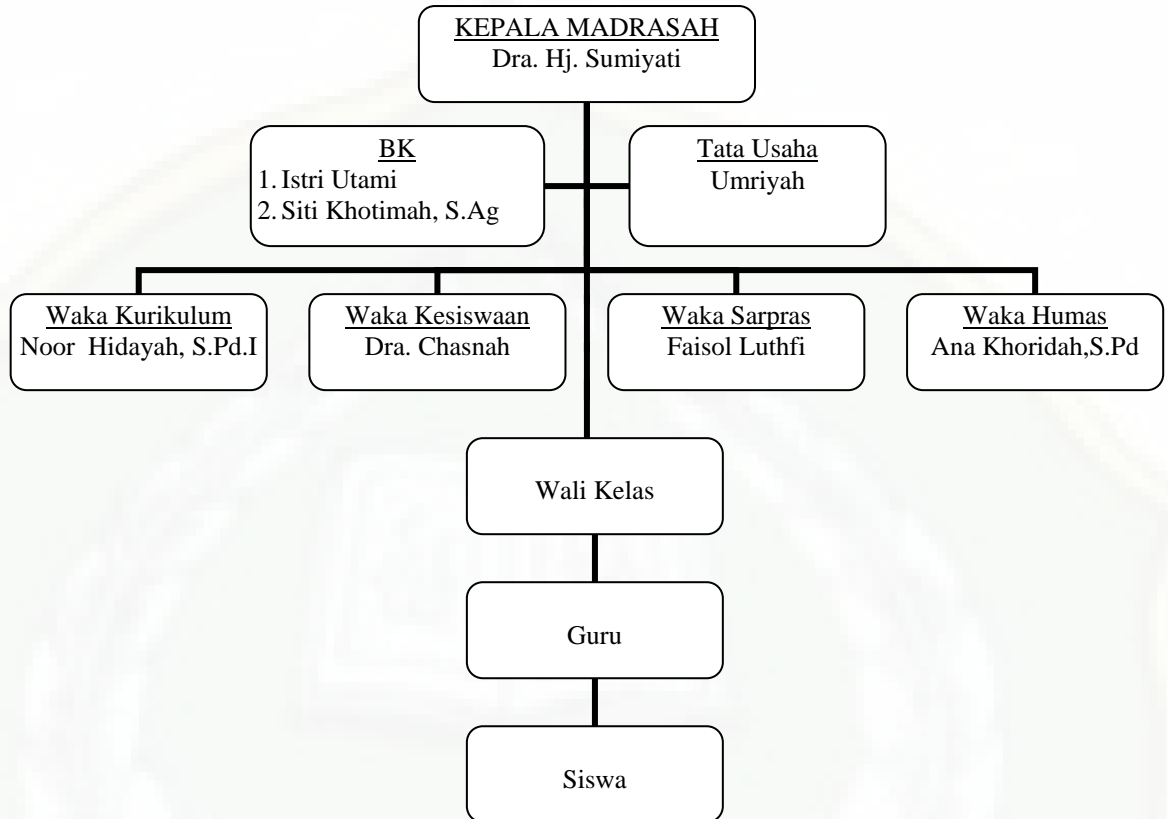 KEPALA MADRASAH
Dra. Hj. Sumiyati
BK
1. Istri Utami
2. Siti Khotimah, S.Ag
Tata Usaha
Umriyah
Waka Kurikulum
Noor Hidayah, S.Pd.I
Waka Kesiswaan
Dra. Chasnah
Waka Sarpras
Faisol Luthfi
Waka Humas
Ana Khoridah,S.Pd
Wali Kelas
Guru
Siswa